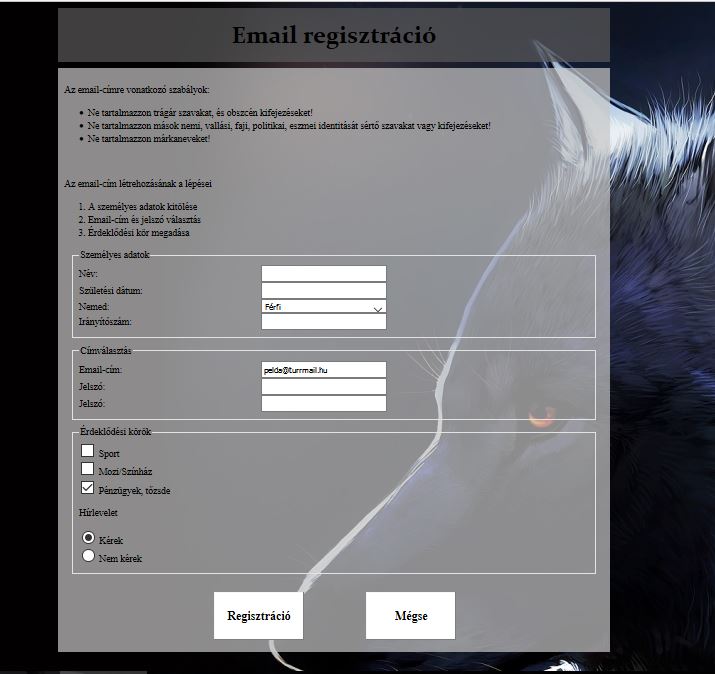 Email regisztráció
Az email-címre vonatkozó szabályok:
Ne tartalmazzon trágár szavakat, és obszcén kifejezéseket!
Ne tartalmazzon mások nemi, vallási, faji, politikai, eszmei identitását sértő szavakat vagy kifejezéseket!
Ne tartalmazzon márkaneveket!
Az email-cím létrehozásának a lépései
1. A személyes adatok kitölése
2. Email-cím és jelszó választás
3. Érdeklődési kör megadása
Személyes adatok
Név:
Születési dátum:
Nemed: Férfi
Irányítószám:
Címválasztás
Email-cím: pelda@turrmail.hu
Jelszó:
Jelszó:
Érdeklődési körök
Sport
Mozi/Színház
Pénzügyek, tőzsde
Hírlevelet
Kérek
Nem kérek
Regisztráció Mégse